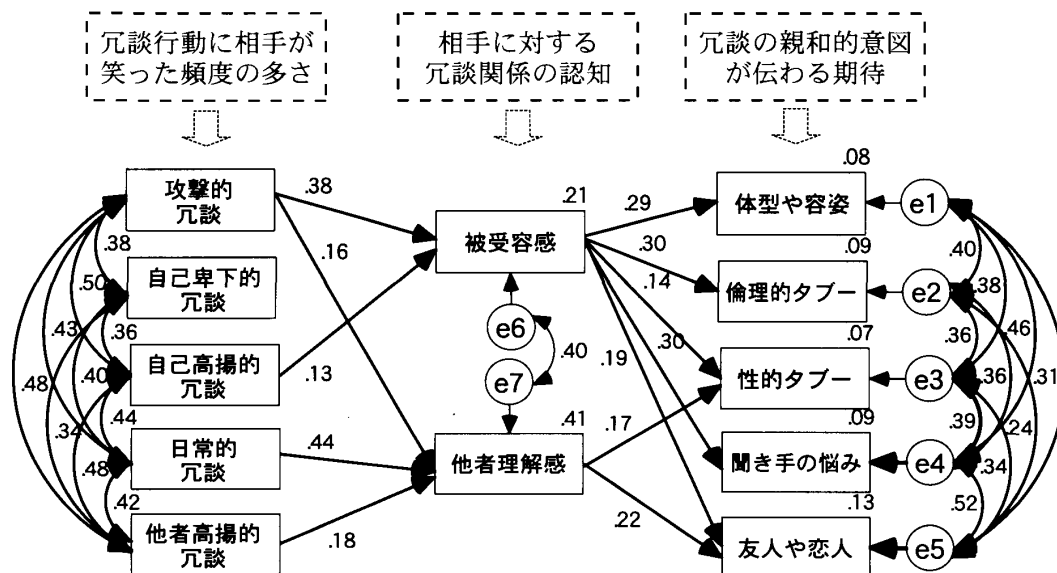 冗談行動に相手が
笑った頻度の多さ
相手に対する
冗談関係の認知
冗談の親和的意図
が伝わる期待
攻撃的
冗談
自己卑下的
冗談
自己高揚的
冗談
日常的
冗談
他者高揚的
冗談
.38
.50
.43
.36
.48
.40
.44
.34
.48
.42
.38
.16
.13
.44
.18
.21
被受容感
e6
e7
.40
.41
他者理解感
.29
.30
.14
.30
.19
.17
.22
.08
体型や容姿
.09
倫理的タブー
.07
性的タブー
.09
聞き手の悩み
.13
友人や恋人
e1
e2
e3
e4
e5
.40
.38
.46
.36
.31
.36
.39
.24
.34
.52